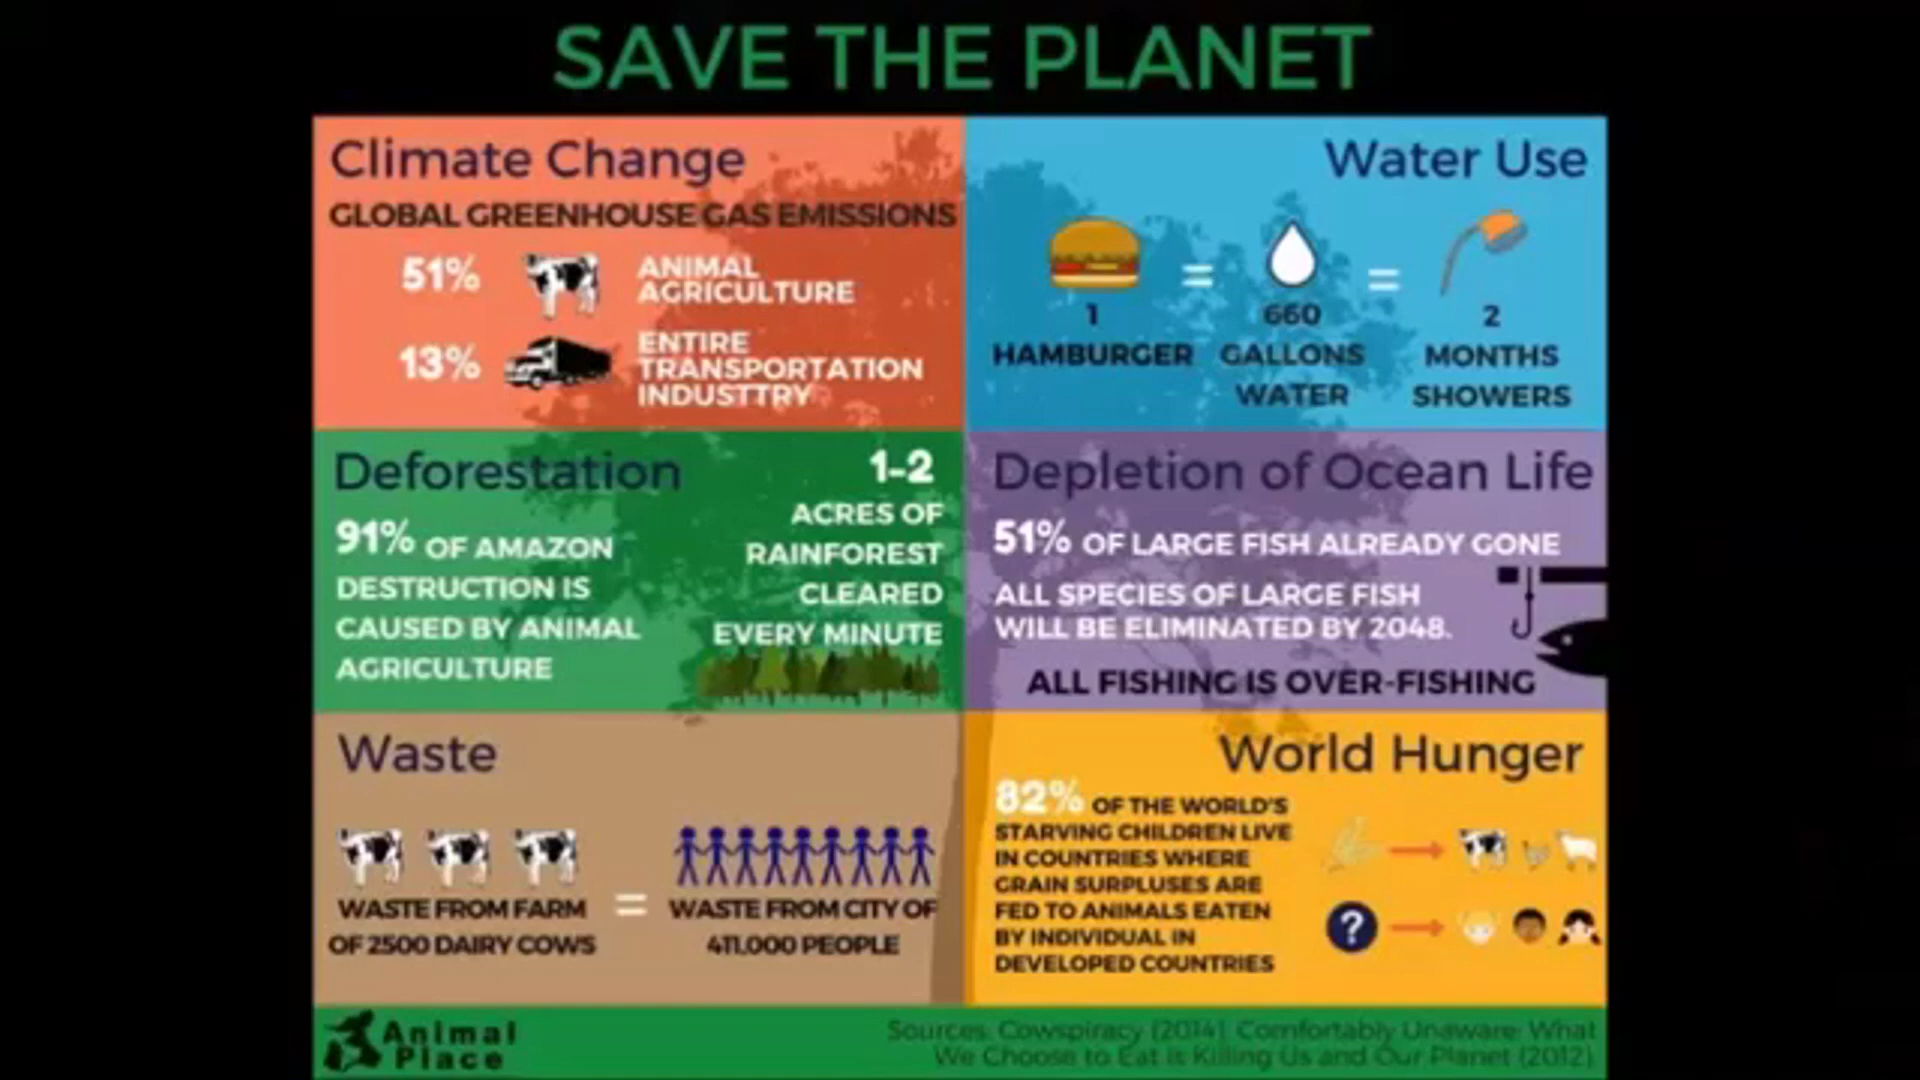 SAVE THE PLANET
Climate Change
GLOBAL GREENHOUSE GAS EMISSIONS
51%
ANIMAL
AGRICULTURE
13%
ENTIRE
TRANSPORTATION
INDUSTTRY
Water Use
=
=
1
HAMBURGER
660
GALLONS
WATER
2
MONTHS
SHOWERS
Deforestation
91% OF AMAZON
DESTRUCTION IS
CAUSED BY ANIMAL
AGRICULTURE
1-2
ACRES OF
RAINFOREST
CLEARED
EVERY MINUTE
Depletion of Ocean Life
51% OF LARGE FISH ALREADY GONE
ALL SPECIES OF LARGE FISH
WILL BE ELIMINATED BY 2048.
ALL FISHING IS OVER-FISHING
Waste
WASTE FROM FARM
OF 2500 DAIRY COWS
=
WASTE FROM CITY OF
411,000 PEOPLE
World Hunger
82% OF THE WORLD'S
STARVING CHILDREN LIVE
IN COUNTRIES WHERE
GRAIN SURPLUSES ARE
FED TO ANIMALS EATEN
BY INDIVIDUAL IN
DEVELOPED COUNTRIES
?
Animal
Place
Sources: Cowspiracy (2014), Comfortably Unaware: What
We Choose to Eat is Killing Us and Our Planet (2012).